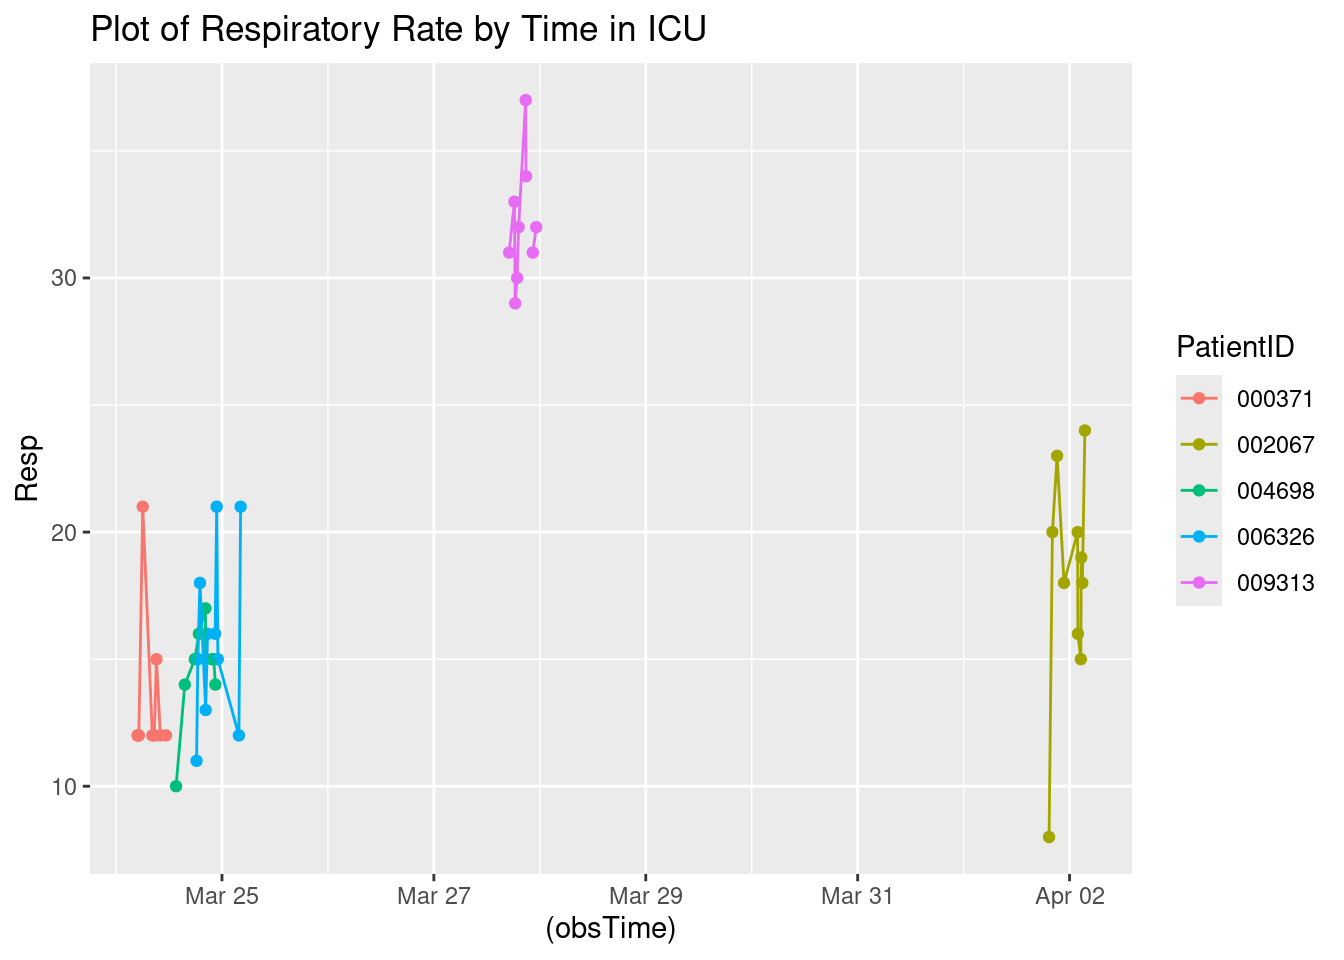 Plot of Respiratory Rate by Time in ICU
Resp
30
20
10
Mar 25 Mar 27 Mar 29 Mar 31 Apr 02
(obsTime)
PatientID
000371
002067
004698
006326
009313